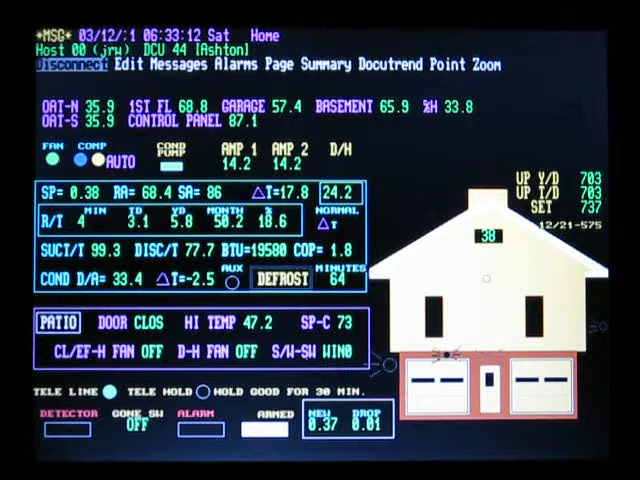 *MSG* 03/12/:1 06:33:12 Sat Home
Host 00 (jrw) DCU 44 [Ashton]
Disconnect Edit Messages Alarms Page Summary Docutrend Point Zoom
OAT-N 35.9 1ST FL 68.8 GARAGE 57.4 BASEMENT 65.9 %H 33.8
OAT-S 35.9 CONTROL PANEL 87.1
FAN COMP COND PUMP AMP 1 AMP 2 D/H
AUTO 14.2 14.2
UP Y/D 703
UP T/D 703
SET 737
12/21-575
SP= 0.38 RA= 68.4 SA= 86 △T=17.8 24.2
MIN TD YD MONTH % NORMAL
R/T 4 3.1 5.8 50.2 18.6 △T
38
SUCT/T 99.3 DISC/T 77.7 BTU=19580 COP= 1.8
AUX MINUTES
COND D/A= 33.4 △T=-2.5 DEFROST 64
PATIO DOOR CLOS HI TEMP 47.2 SP-C 73
CL/EF-H FAN OFF D-H FAN OFF S/W-SW WIN0
TELE LINE TELE HOLD HOLD GOOD FOR 30 MIN.
DETECTOR GONE_SW ALARM ARMED NEW DROP
OFF 0.37 0.01